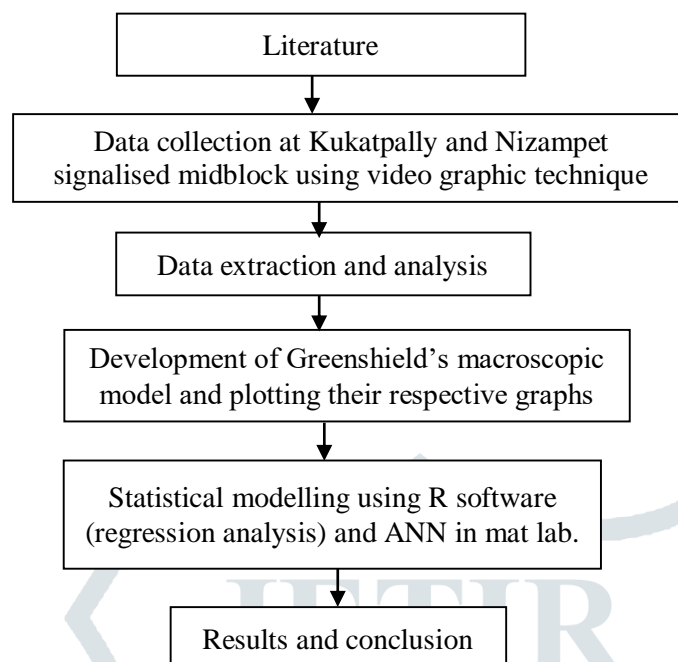 Literature
Data collection at Kukatpally and Nizampet
signalised midblock using video graphic technique
Data extraction and analysis
Development of Greenshield’s macroscopic
model and plotting their respective graphs
Statistical modelling using R software
(regression analysis) and ANN in mat lab.
JETIR
Results and conclusion